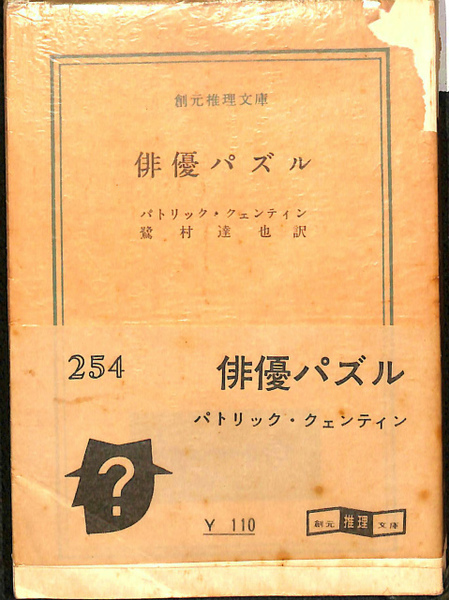 創元推理文庫
俳優パズル
パトリック・クェンティン
鷺村達也訳
254
俳優パズル
パトリック・クェンティン
?
¥ 110
創元 推理 文庫